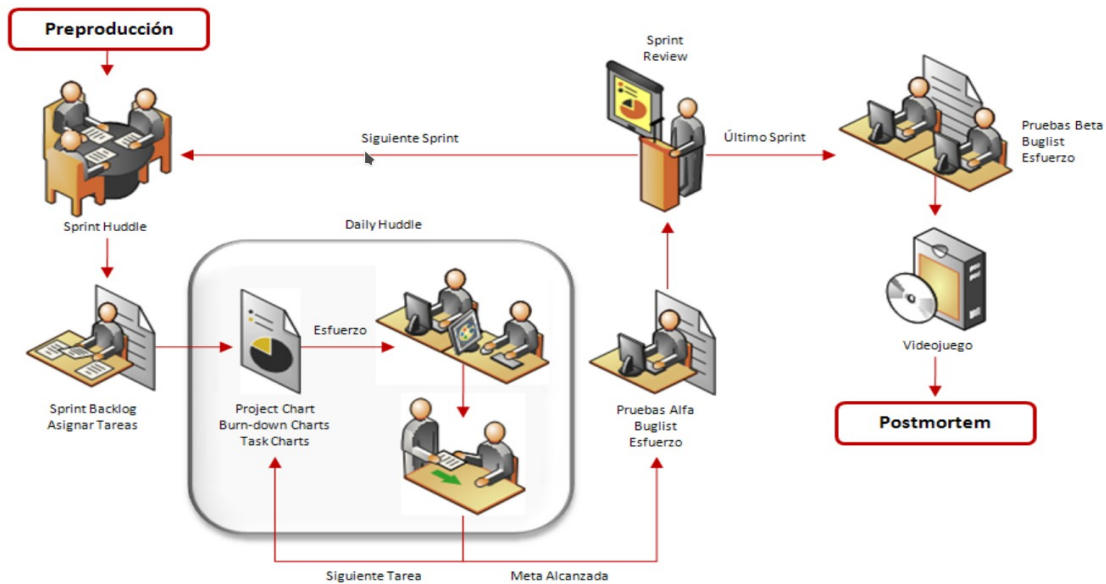 Preproducción
Sprint
Review
Siguiente Sprint
Último Sprint
Pruebas Beta
Buglist
Esfuerzo
Sprint Huddle
Daily Huddle
Esfuerzo
Videojuego
Sprint Backlog
Asignar Tareas
Project Chart
Burn-down Charts
Task Charts
Pruebas Alfa
Buglist
Esfuerzo
Postmortem
Siguiente Tarea
Meta Alcanzada